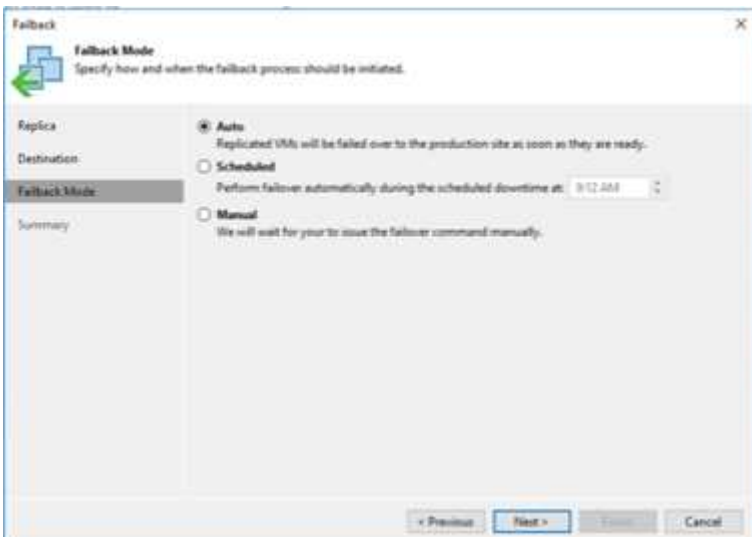 Failback
Failback Mode
Specify how and when the failback process should be initiated.
Replica
Destination
Failback Mode
Summary
Auto
Replicated VMs will be failed over to the production site as soon as they are ready.
Scheduled
Perform failover automatically during the scheduled downtime at: 9:12 AM
Manual
We will wait for your to issue the failover command manually.
< Previous
Next >
Finish
Cancel